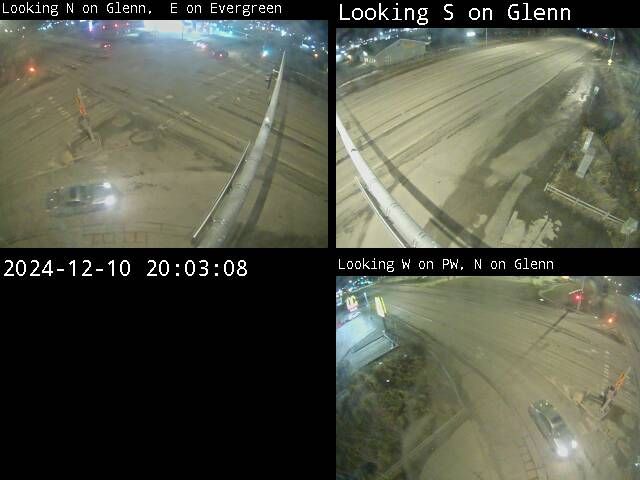 Looking N on Glenn, E on Evergreen
Looking S on Glenn
2024-12-10 20:03:08
Looking W on PW, N on Glenn